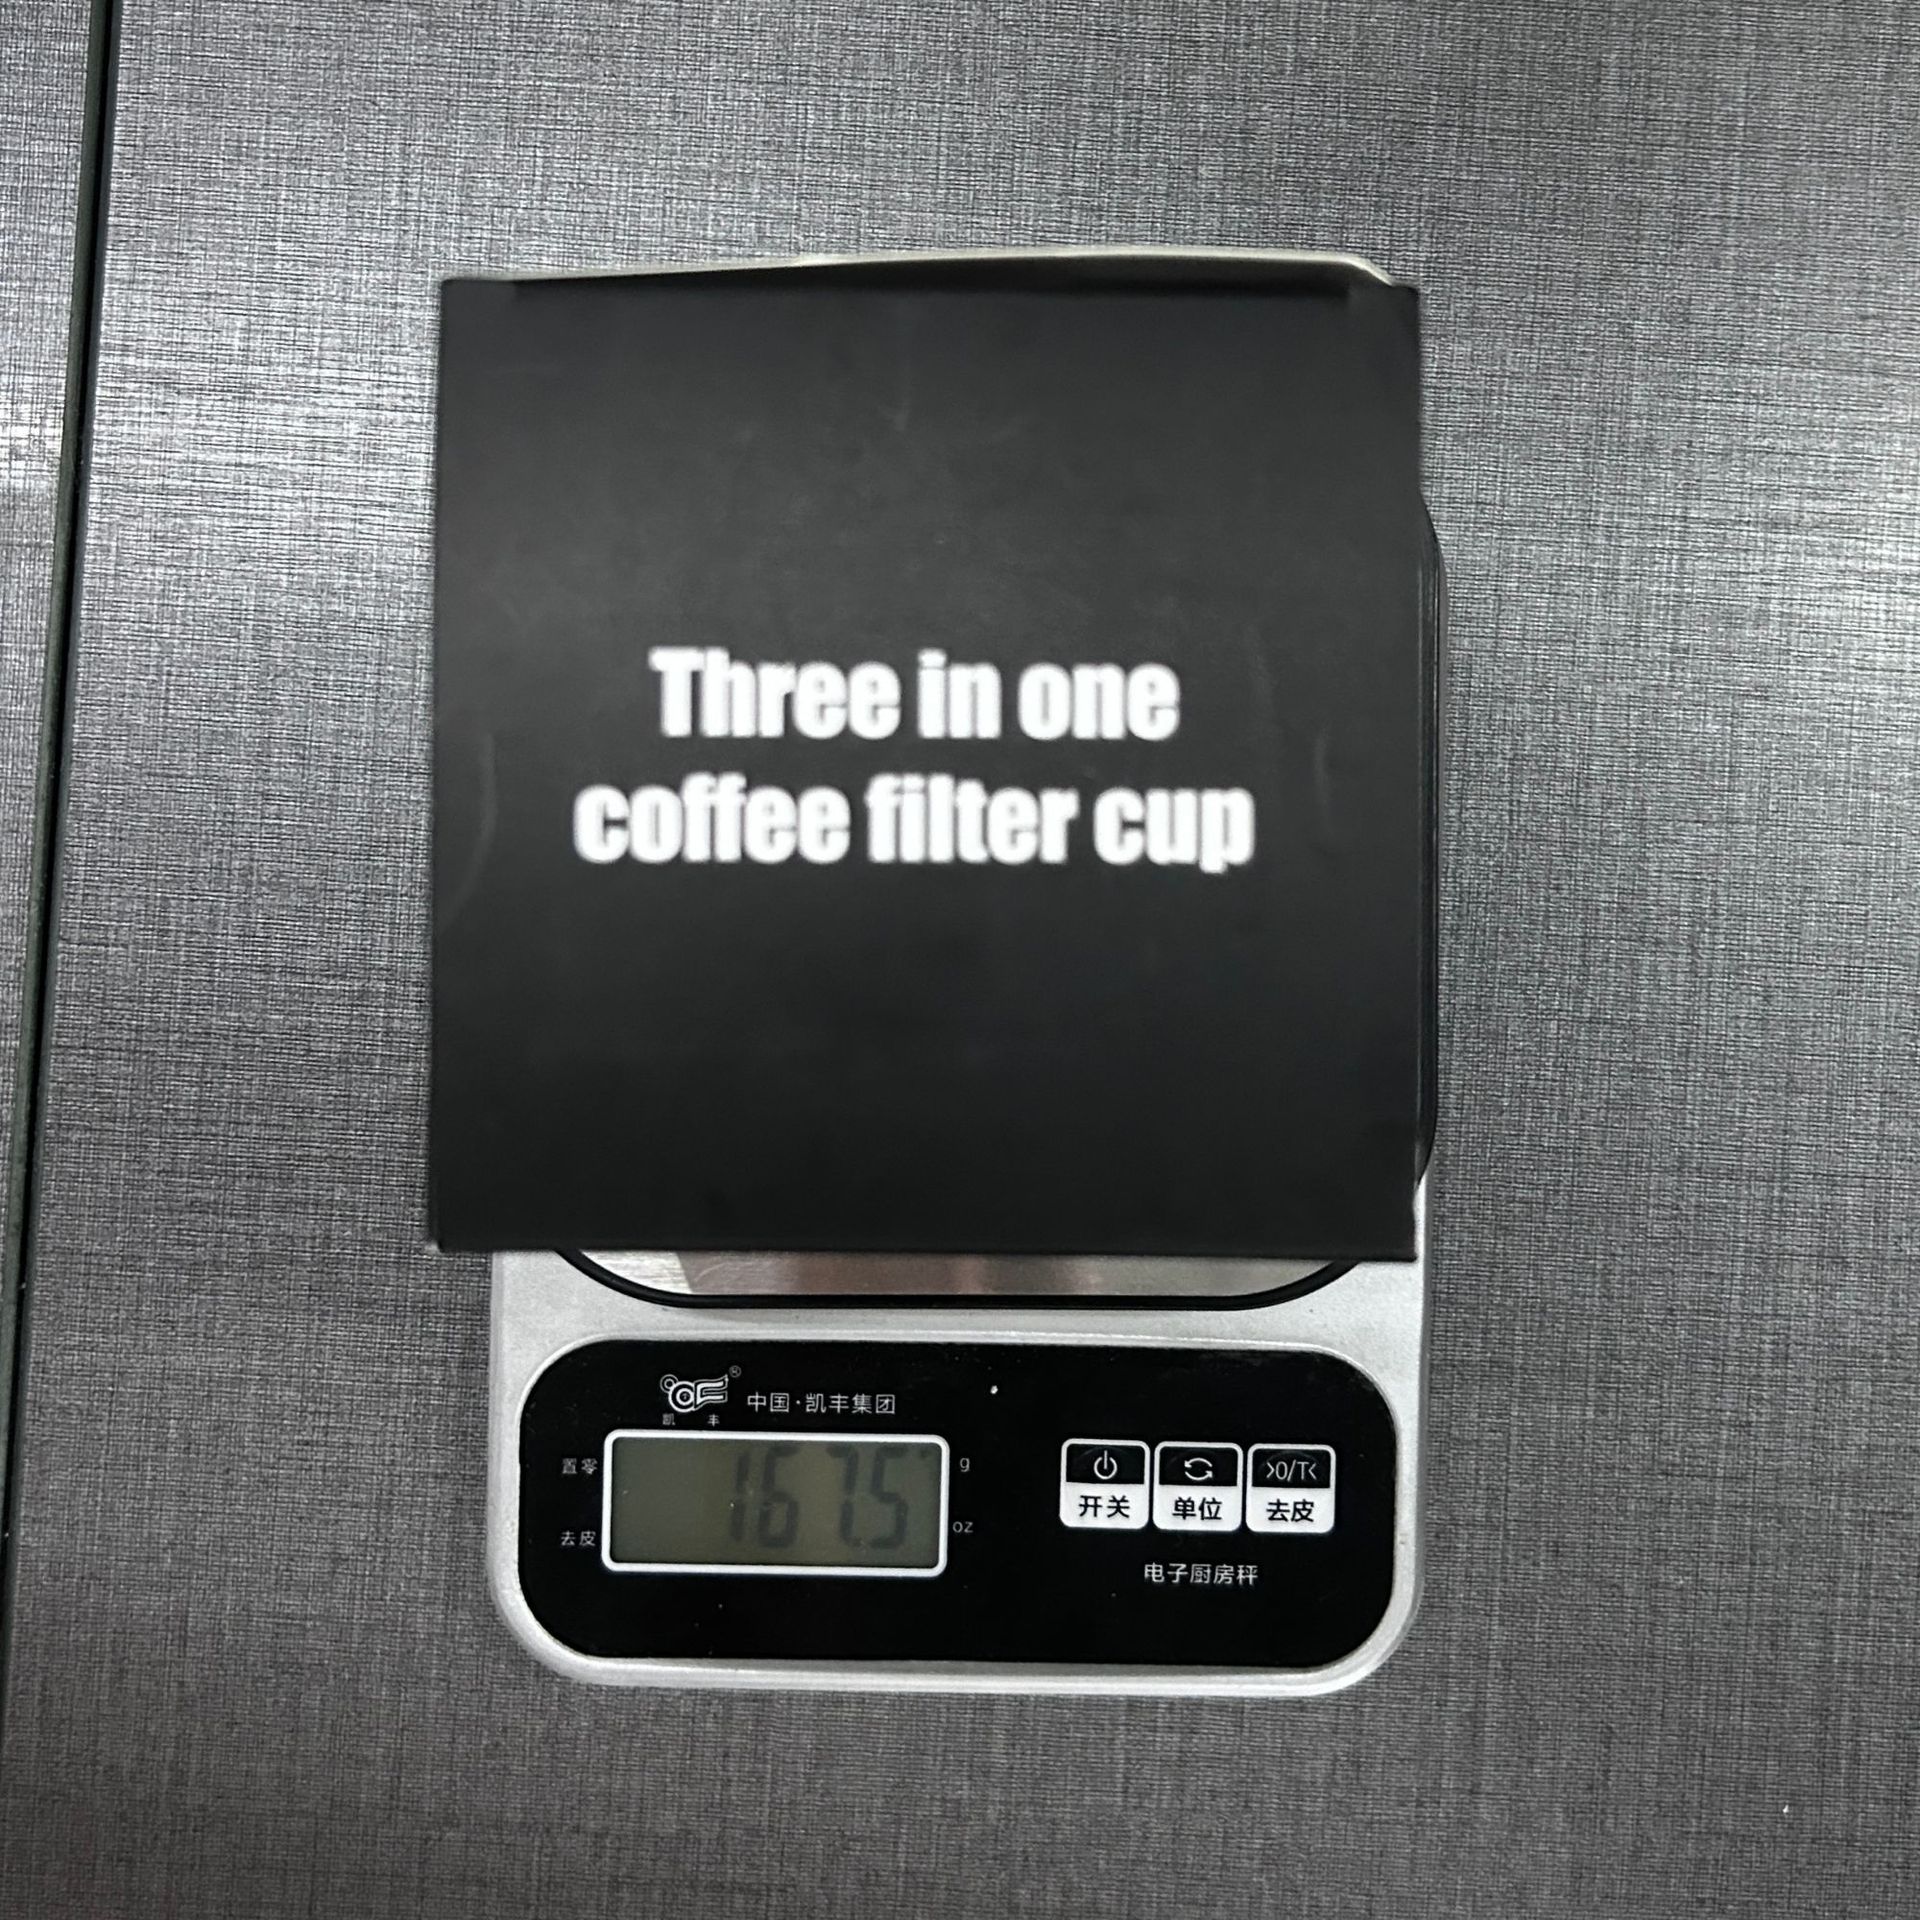 Three in one
coffee filter cup
凯丰
®
中国·凯丰集团
置零
167.5
g
去皮
oz
开关
单位
>0/T<
去皮
电子厨房秤